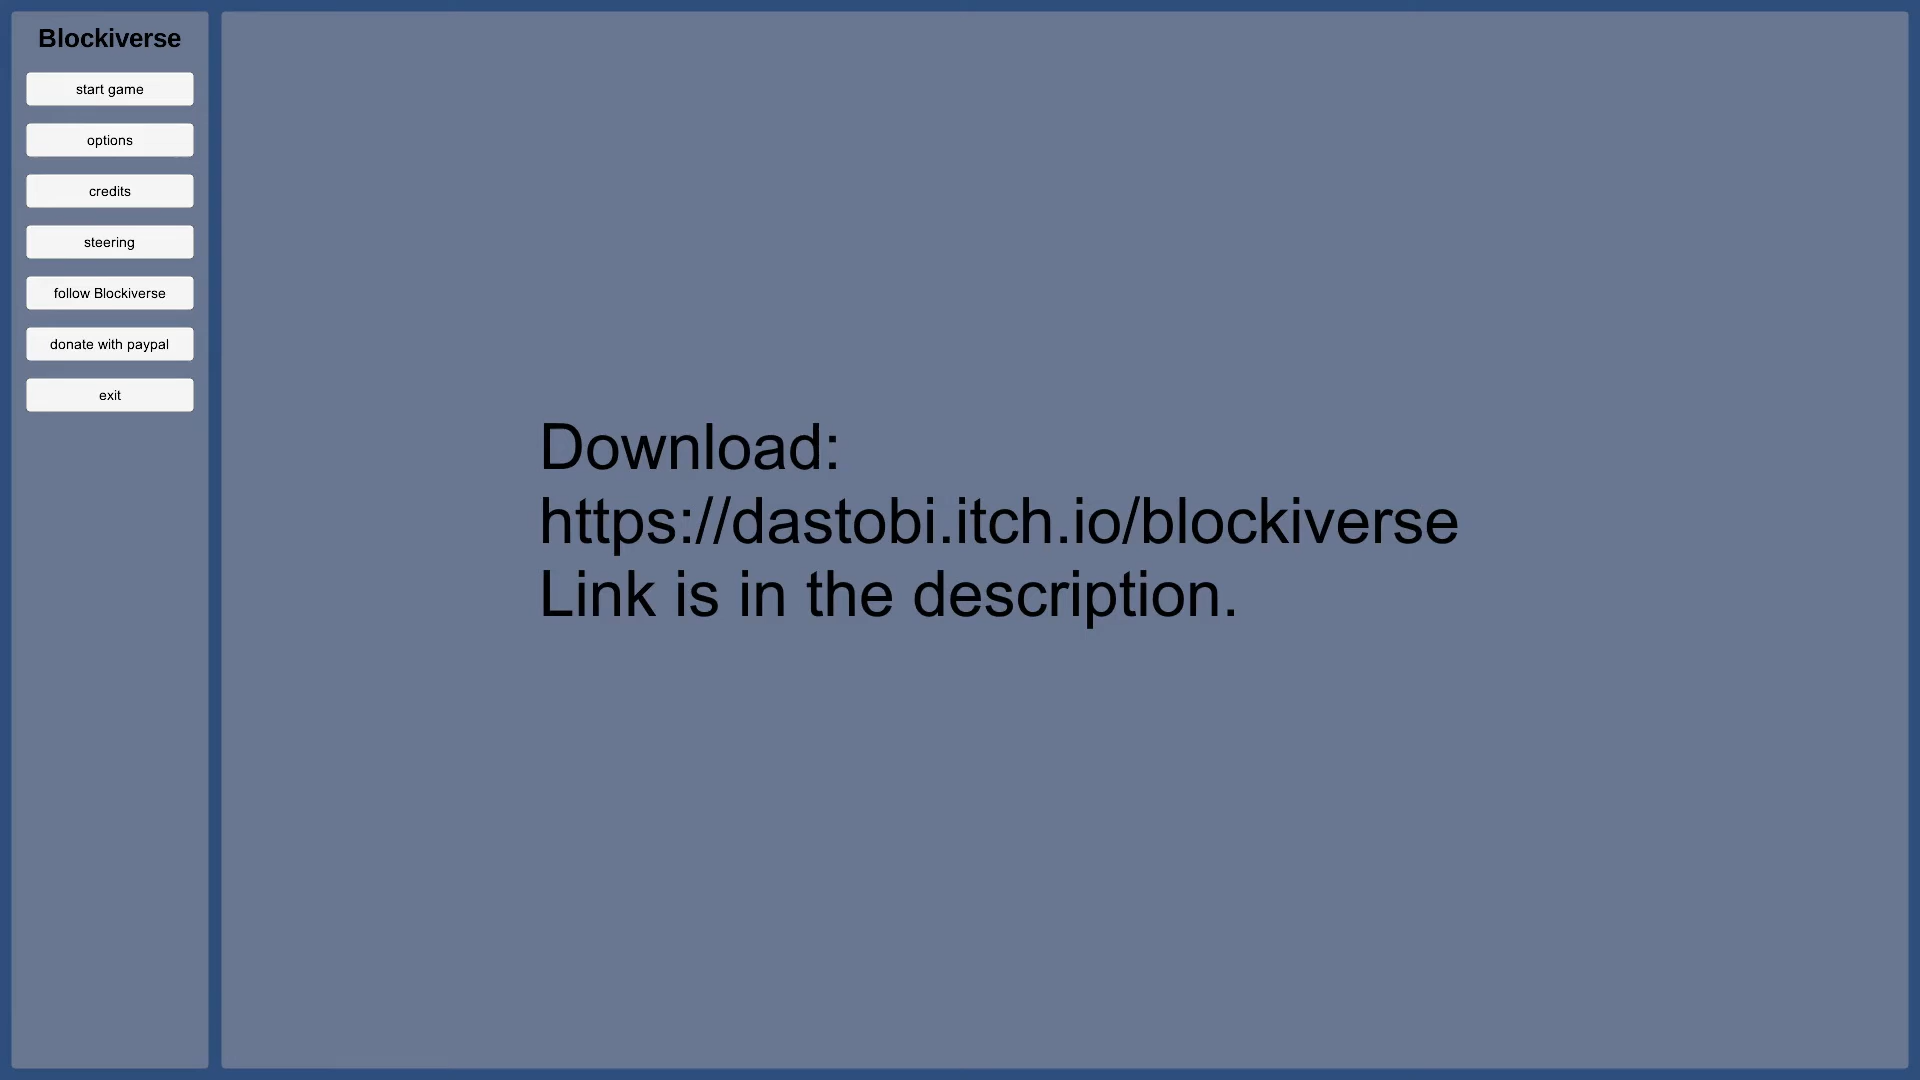 Blockiverse
start game
options
credits
steering
follow Blockiverse
donate with paypal
exit
Download:
https://dastobi.itch.io/blockiverse
Link is in the description.